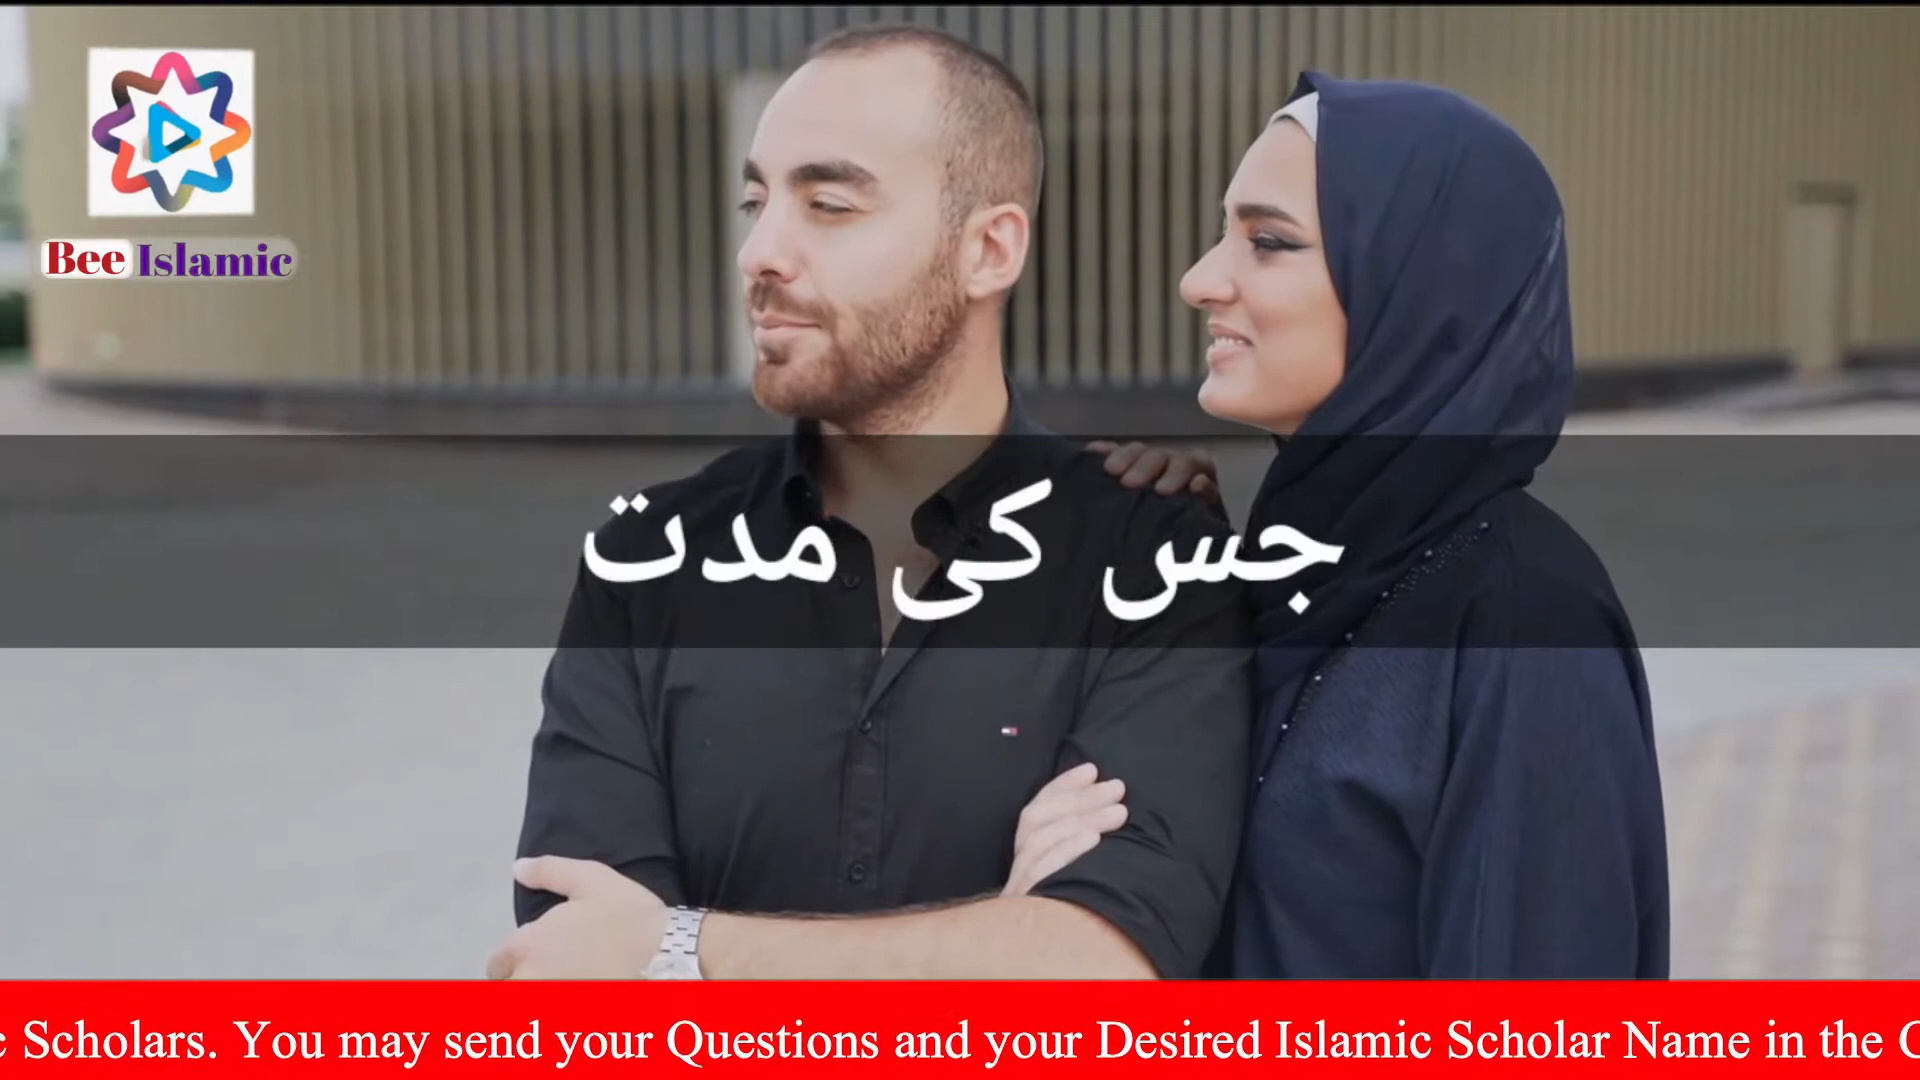 Bee Islamic
جس کی مدت
Scholars. You may send your Questions and your Desired Islamic Scholar Name in the